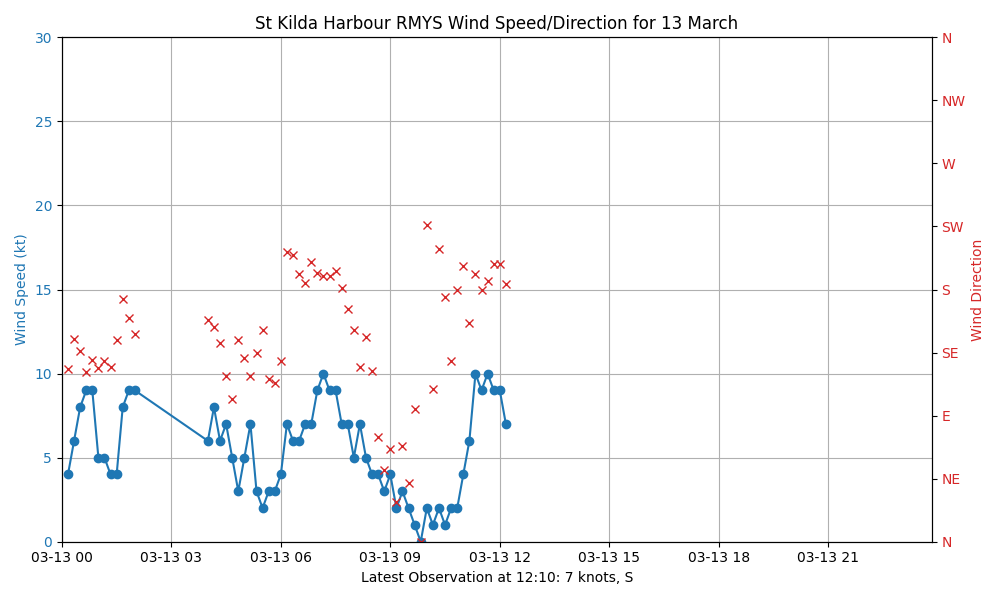 St Kilda Harbour RMYS Wind Speed/Direction for 13 March
30
25
20
15
10
5
0
Wind Speed (kt)
N
NW
W
SW
S
SE
E
NE
N
Wind Direction
03-13 00
03-13 03
03-13 06
03-13 09
03-13 12
03-13 15
03-13 18
03-13 21
Latest Observation at 12:10: 7 knots, S